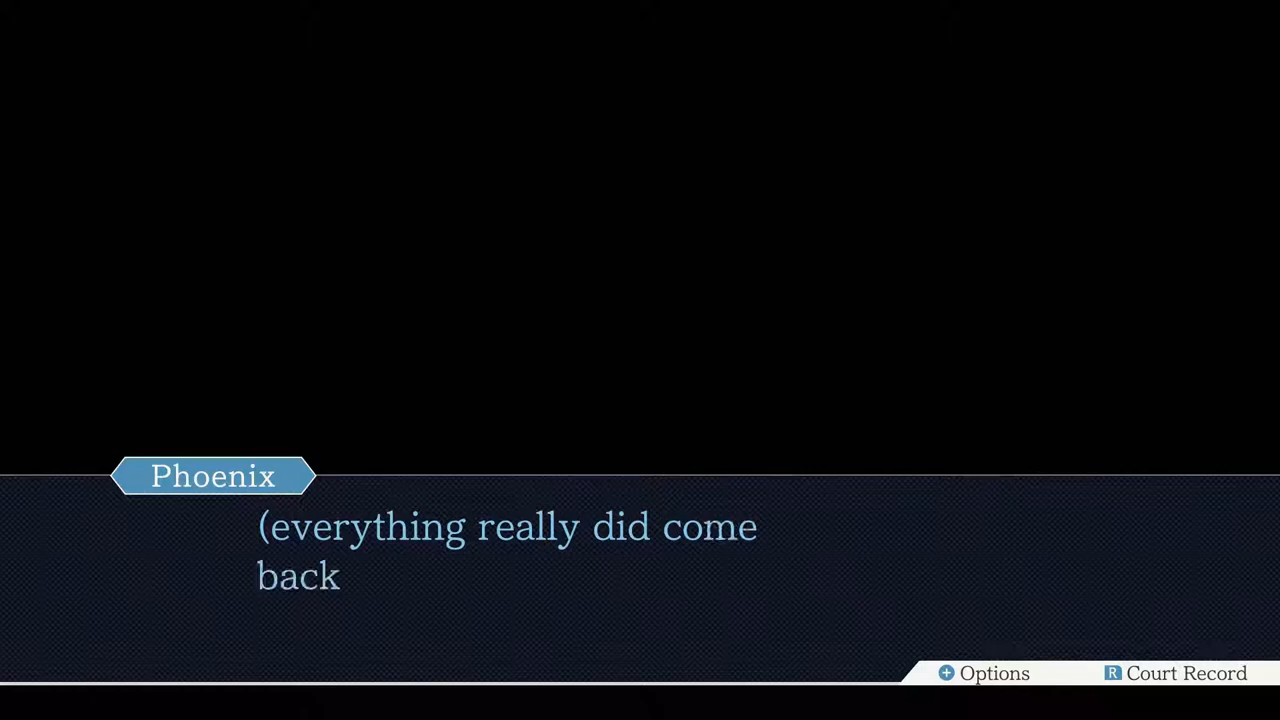 Phoenix
(everything really did come
back
+ Options
R Court Record